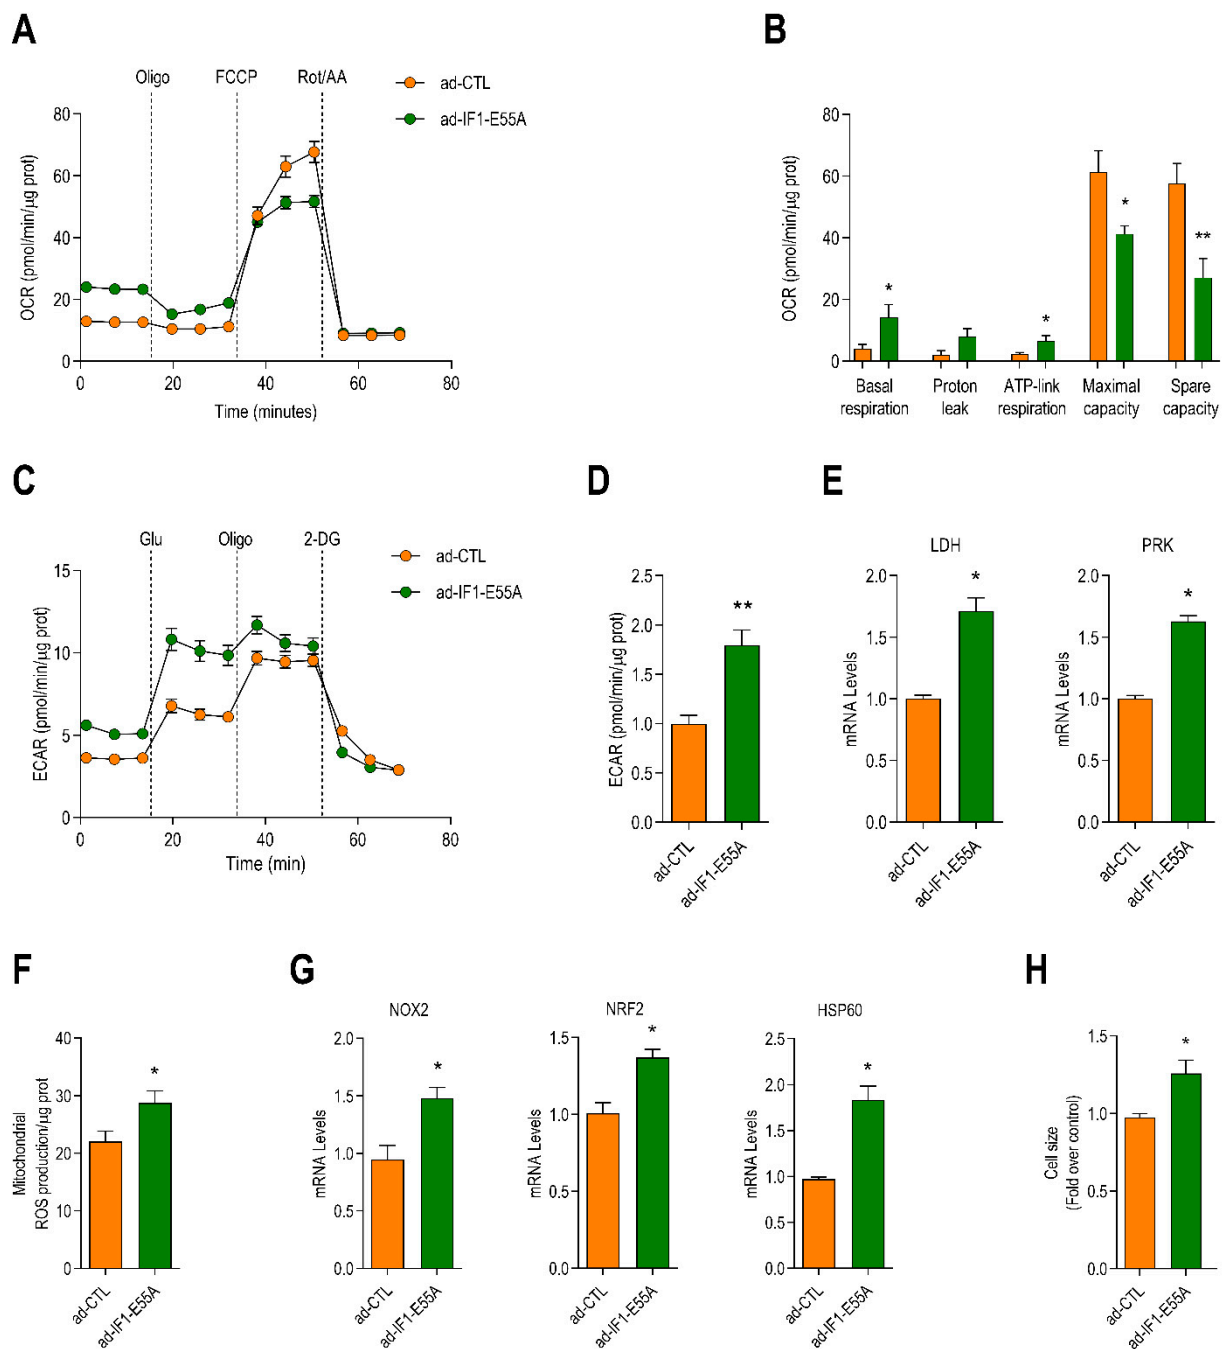 A
Oligo FCCP Rot/AA
ad-CTL
ad-IF1-E55A
80
60
40
20
0
OCR (pmol/min/µg prot)
0 20 40 60 80
Time (minutes)
B
80
60
40
20
0
OCR (pmol/min/µg prot)
* * * **
Basal respiration
Proton leak
ATP-link respiration
Maximal capacity
Spare capacity
C
Glu Oligo 2-DG
ad-CTL
ad-IF1-E55A
15
10
5
0
ECAR (pmol/min/µg prot)
0 20 40 60 80
Time (min)
D
2.5
2.0
1.5
1.0
0.5
0.0
ECAR (pmol/min/µg prot)
**
ad-CTL
ad-IF1-E55A
E
LDH
2.0
1.5
1.0
0.5
0.0
mRNA Levels
*
ad-CTL
ad-IF1-E55A
PRK
2.0
1.5
1.0
0.5
0.0
mRNA Levels
*
ad-CTL
ad-IF1-E55A
F
40
30
20
10
0
Mitochondrial
ROS production/µg prot
*
ad-CTL
ad-IF1-E55A
G
NOX2
2.0
1.5
1.0
0.5
0.0
mRNA Levels
*
ad-CTL
ad-IF1-E55A
NRF2
1.5
1.0
0.5
0.0
mRNA Levels
*
ad-CTL
ad-IF1-E55A
HSP60
2.5
2.0
1.5
1.0
0.5
0.0
mRNA Levels
*
ad-CTL
ad-IF1-E55A
H
1.5
1.0
0.5
0.0
Cell size
(Fold over control)
*
ad-CTL
ad-IF1-E55A